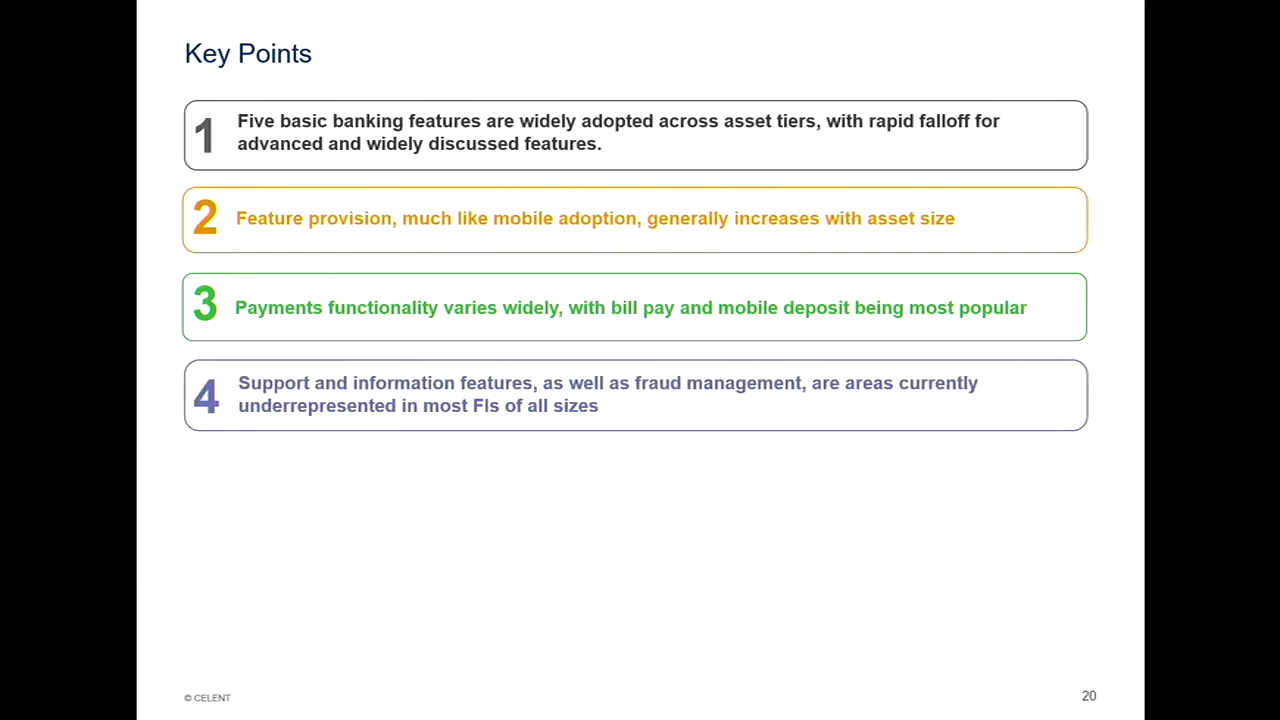 Key Points
1
Five basic banking features are widely adopted across asset tiers, with rapid falloff for
advanced and widely discussed features.
2
Feature provision, much like mobile adoption, generally increases with asset size
3
Payments functionality varies widely, with bill pay and mobile deposit being most popular
4
Support and information features, as well as fraud management, are areas currently
underrepresented in most FIs of all sizes
© CELENT
20